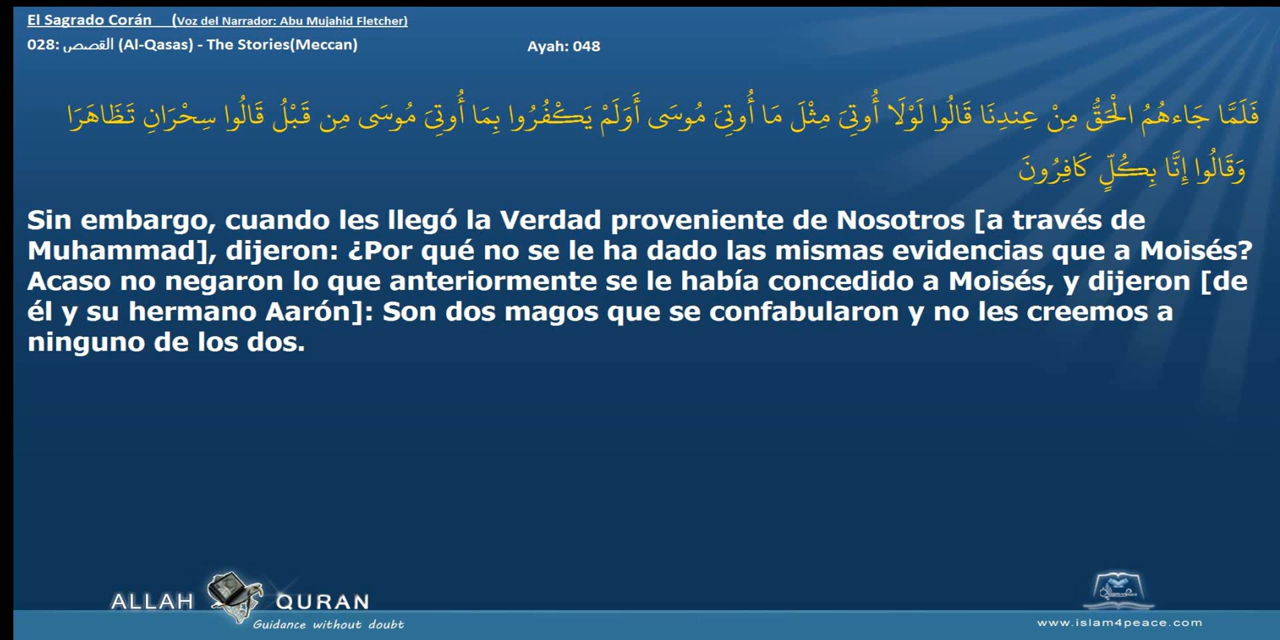 El Sagrado Corán (Voz del Narrador: Abu Mujahid Fletcher)
028: القصص (Al-Qasas) - The Stories(Meccan) Ayah: 048
فَلَمَّا جَاءهُمُ الْحَقُّ مِنْ عِندِنَا قَالُوا لَوْلَا أُوتِيَ مِثْلَ مَا أُوتِيَ مُوسَى أَوَلَمْ يَكْفُرُوا بِمَا أُوتِيَ مُوسَى مِن قَبْلُ قَالُوا سِحْرَانِ تَظَاهَرَا
وَقَالُوا إِنَّا بِكُلٍّ كَافِرُونَ
Sin embargo, cuando les llegó la Verdad proveniente de Nosotros [a través de
Muhammad], dijeron: ¿Por qué no se le ha dado las mismas evidencias que a Moisés?
Acaso no negaron lo que anteriormente se le había concedido a Moisés, y dijeron [de
él y su hermano Aarón]: Son dos magos que se confabularon y no les creemos a
ninguno de los dos.
ALLAH QURAN
Guidance without doubt
www.islam4peace.com